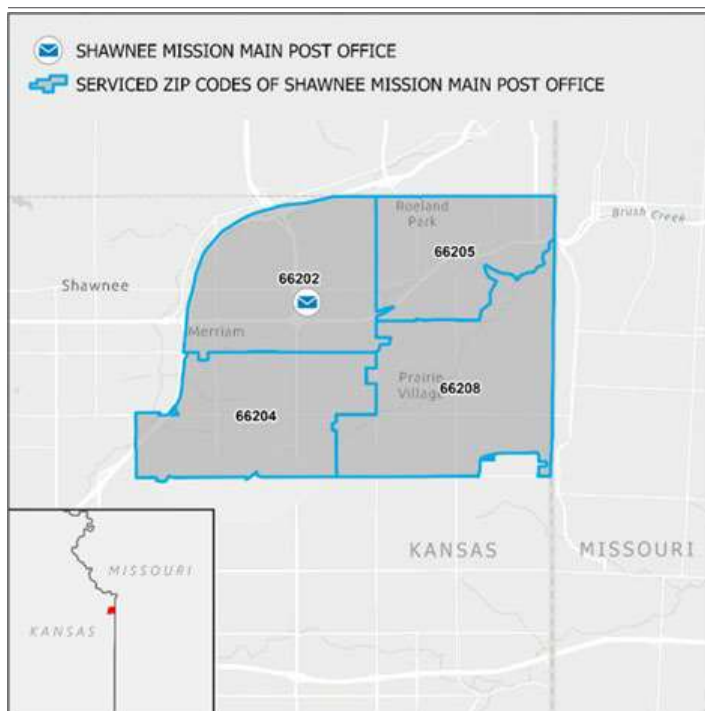 SHAWNEE MISSION MAIN POST OFFICE
SERVICED ZIP CODES OF SHAWNEE MISSION MAIN POST OFFICE
Roeland
Park
Brush Creek
66205
66202
Shawnee
Merriam
Prairie
Village
66208
66204
KANSAS
MISSOURI
MISSOURI
KANSAS